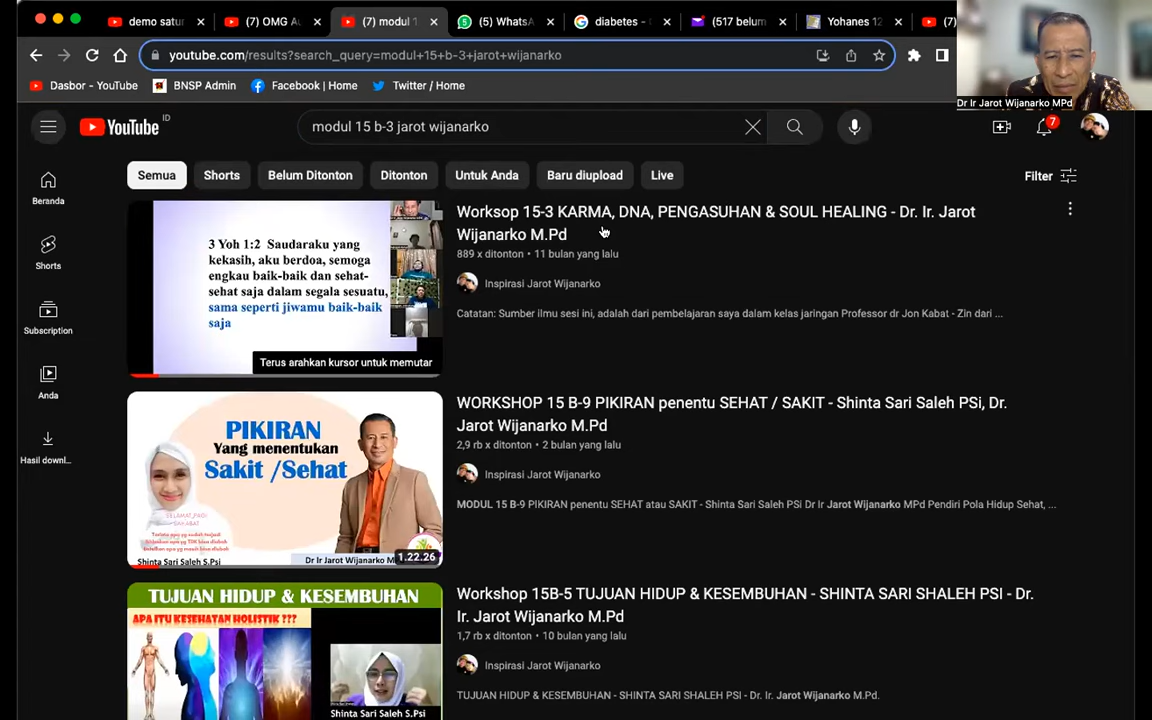 demo satu
(7) OMG Au
(7) modul 1
(5) WhatsA
diabetes - G
(517 belum
Yohanes 12
(7)
youtube.com/results?search_query=modul+15+b-3+jarot+wijanarko
Dasbor - YouTube
BNSP Admin
Facebook | Home
Twitter / Home
Dr Ir Jarot Wijanarko MPd
YouTube ID
modul 15 b-3 jarot wijanarko
7
Semua
Shorts
Belum Ditonton
Ditonton
Untuk Anda
Baru diupload
Live
Filter
Beranda
Shorts
Subscription
Anda
Hasil downl...
3 Yoh 1:2 Saudaraku yang
kekasih, aku berdoa, semoga
engkau baik-baik dan sehat-
sehat saja dalam segala sesuatu,
sama seperti jiwamu baik-baik
saja
Terus arahkan kursor untuk memutar
Worksop 15-3 KARMA, DNA, PENGASUHAN & SOUL HEALING - Dr. Ir. Jarot
Wijanarko M.Pd
889 x ditonton • 11 bulan yang lalu
Inspirasi Jarot Wijanarko
Catatan: Sumber ilmu sesi ini, adalah dari pembelajaran saya dalam kelas jaringan Professor dr Jon Kabat - Zin dari ...
PIKIRAN
Yang menentukan
Sakit /Sehat
Shinta Sari Saleh S.Psi
Dr Ir Jarot Wijanarko M
1.22.26
WORKSHOP 15 B-9 PIKIRAN penentu SEHAT / SAKIT - Shinta Sari Saleh PSi, Dr.
Ir. Jarot Wijanarko M.Pd
2,9 rb x ditonton • 2 bulan yang lalu
Inspirasi Jarot Wijanarko
MODUL 15 B-9 PIKIRAN penentu SEHAT atau SAKIT - Shinta Sari Saleh PSi Dr Ir Jarot Wijanarko MPd Pendiri Pola Hidup Sehat, ...
TUJUAN HIDUP & KESEMBUHAN
APA ITU KESEHATAN HOLISTIK ???
Shinta Sari Saleh S.Psi
Workshop 15B-5 TUJUAN HIDUP & KESEMBUHAN - SHINTA SARI SHALEH PSI - Dr.
Ir. Jarot Wijanarko M.Pd
1,7 rb x ditonton • 10 bulan yang lalu
Inspirasi Jarot Wijanarko
TUJUAN HIDUP & KESEMBUHAN - SHINTA SARI SHALEH PSI - Dr. Ir. Jarot Wijanarko M.Pd.